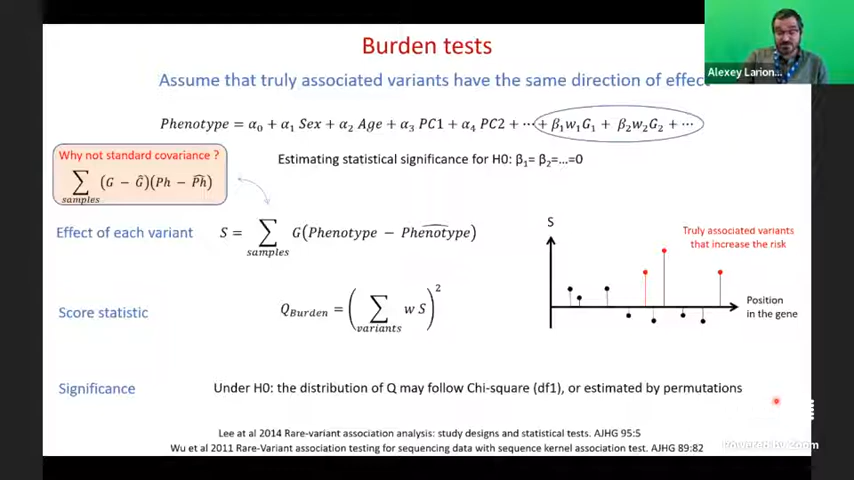 Burden tests
Alexey Larion...
Assume that truly associated variants have the same direction of effect
Phenotype = α₀ + α₁ Sex + α₂ Age + α₃ PC1 + α₄ PC2 + ⋯ + β₁w₁G₁ + β₂w₂G₂ + ⋯
Why not standard covariance ?
∑ samples (G − Ĝ)(Ph − P̂h)
Estimating statistical significance for H0: β₁= β₂=...=0
Effect of each variant
S = ∑ samples G(Phenotype − Phenotypê)
S
Truly associated variants
that increase the risk
Position
in the gene
Score statistic
Q_Burden = (∑ variants w S)²
Significance
Under H0: the distribution of Q may follow Chi-square (df1), or estimated by permutations
Lee at al 2014 Rare-variant association analysis: study designs and statistical tests. AJHG 95:5
Wu et al 2011 Rare-Variant association testing for sequencing data with sequence kernel association test. AJHG 89:82
Powered by Zoom